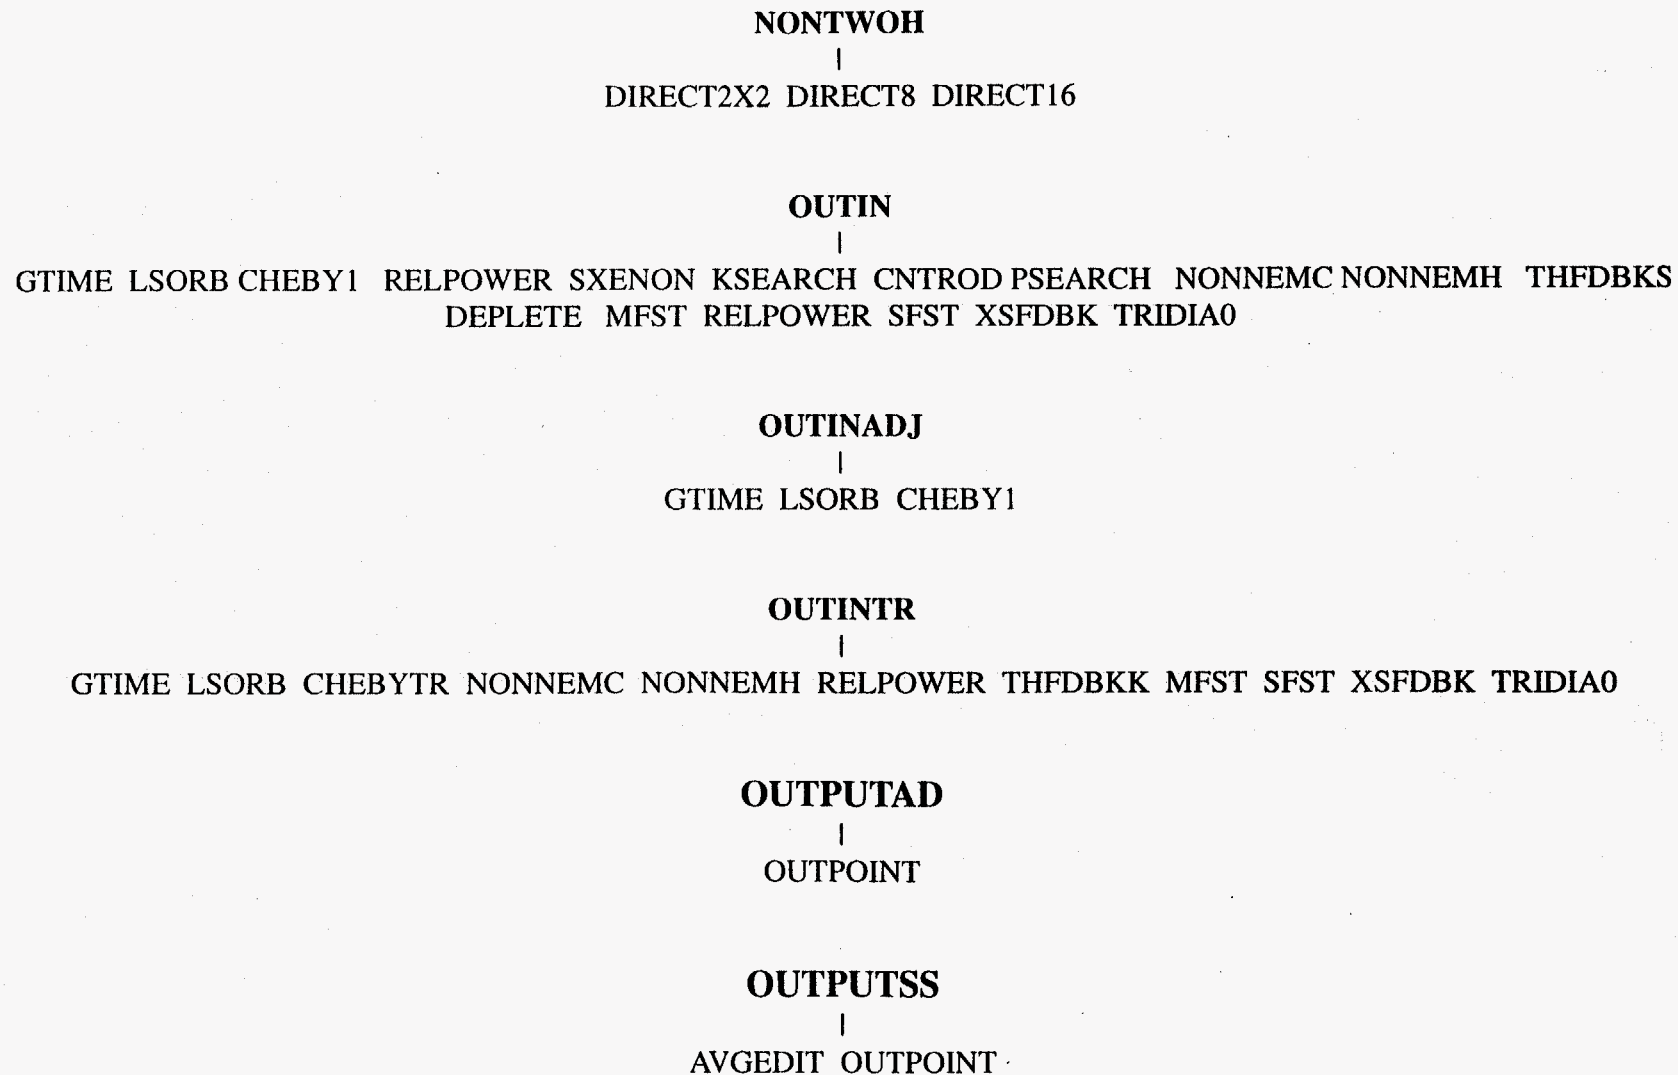 NONTWOH
|
DIRECT2X2 DIRECT8 DIRECT16
OUTIN
|
GTIME LSORB CHEBY1 RELPOWER SXENON KSEARCH CNTROD PSEARCH NONNEMC NONNEMH THFDBKS
DEPLETE MFST RELPOWER SFST XSFDBK TRIDIA0
OUTINADJ
|
GTIME LSORB CHEBY1
OUTINTR
|
GTIME LSORB CHEBYTR NONNEMC NONNEMH RELPOWER THFDBKK MFST SFST XSFDBK TRIDIA0
OUTPUTAD
|
OUTPOINT
OUTPUTSS
|
AVGEDIT OUTPOINT